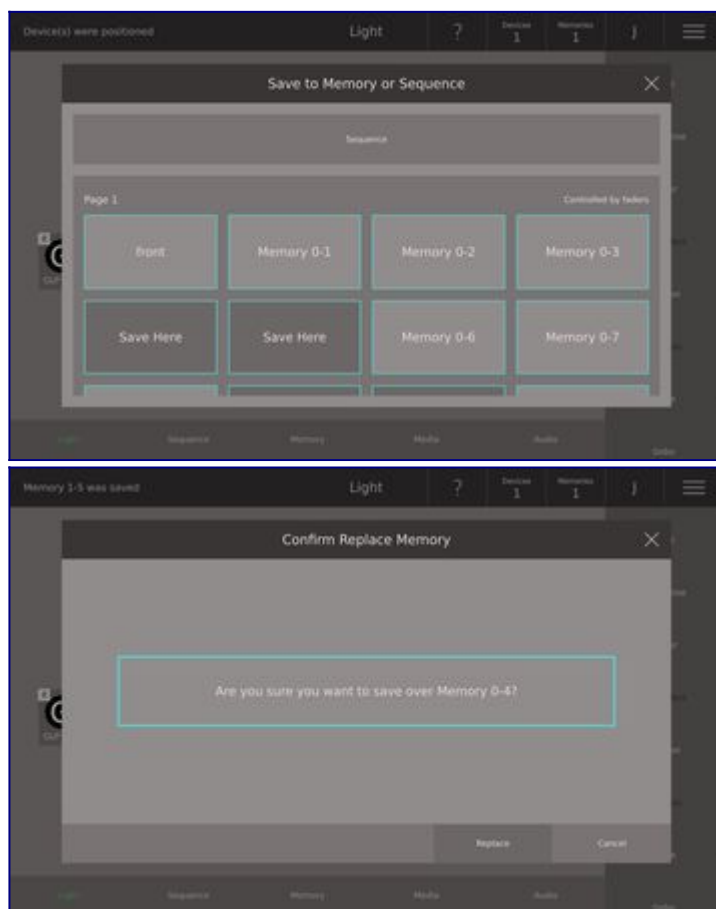 Device(s) were positioned
Light
?
Devices 1
Memories 1
J
Save to Memory or Sequence
Sequence
Page 1
Controlled by faders
front
Memory 0-1
Memory 0-2
Memory 0-3
Save Here
Save Here
Memory 0-6
Memory 0-7
Light
Sequence
Memory
Media
Audio
Memory 1-5 was saved
Light
?
Devices 1
Memories 1
J
Confirm Replace Memory
Are you sure you want to save over Memory 0-4?
Replace
Cancel
Light
Sequence
Memory
Media
Audio